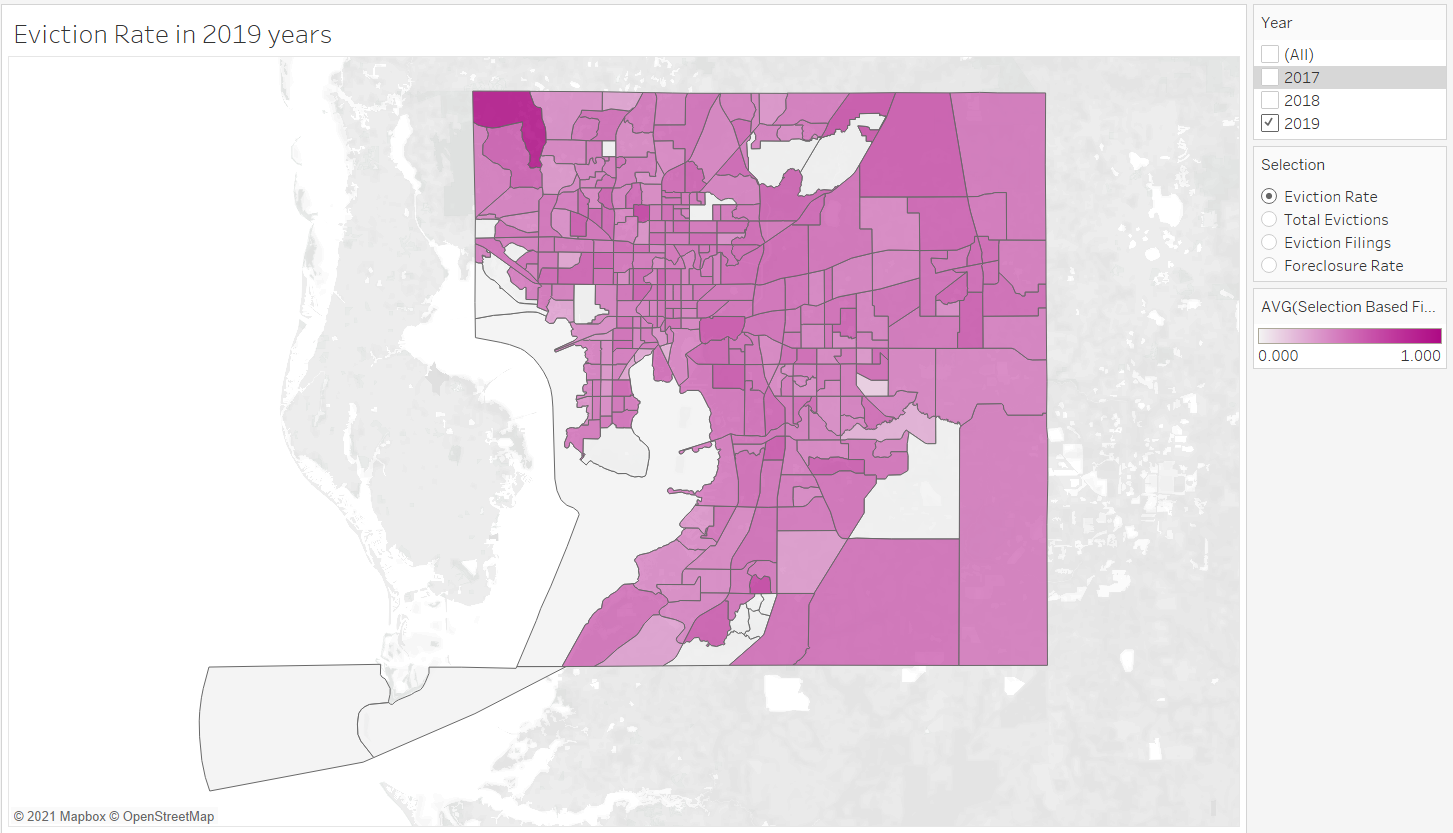 Eviction Rate in 2019 years
Year
(All)
2017
2018
2019
Selection
Eviction Rate
Total Evictions
Eviction Filings
Foreclosure Rate
AVG(Selection Based Fi...
0.000 1.000
© 2021 Mapbox © OpenStreetMap